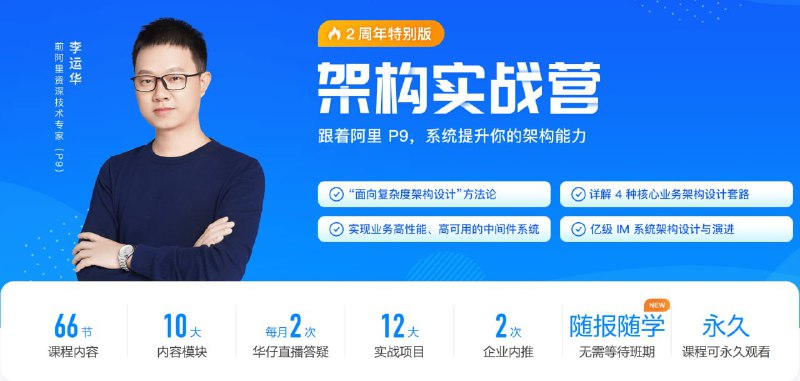 2 周年特别版
架构实战营
跟着阿里 P9，系统提升你的架构能力
李运华
前阿里资深技术专家（P9）
“面向复杂度架构设计”方法论
详解 4 种核心业务架构设计套路
实现业务高性能、高可用的中间件系统
亿级 IM 系统架构设计与演进
66节
课程内容
10大
内容模块
每月2次
华仔直播答疑
12大
实战项目
2次
企业内推
NEW
随报随学
无需等待班期
永久
课程可永久观看